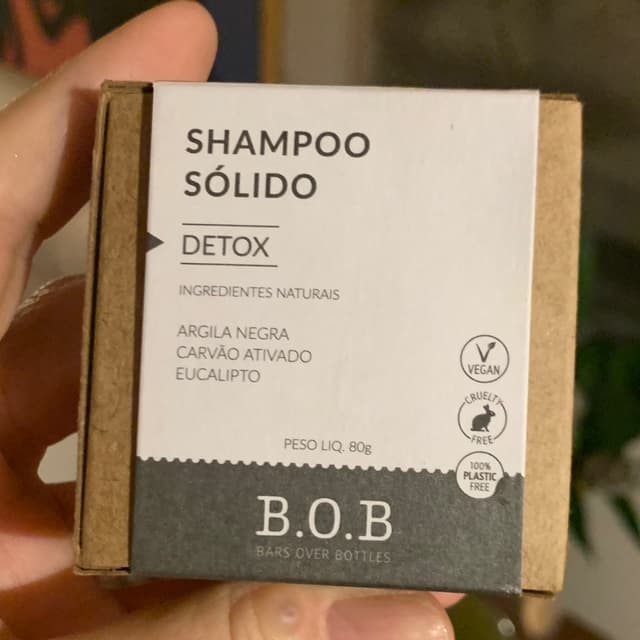 SHAMPOO
SÓLIDO
DETOX
INGREDIENTES NATURAIS
ARGILA NEGRA
CARVÃO ATIVADO
EUCALIPTO
VEGAN
CRUELTY
FREE
PESO LIQ. 80g
100%
PLASTIC
FREE
B.O.B
BARS OVER BOTTLES